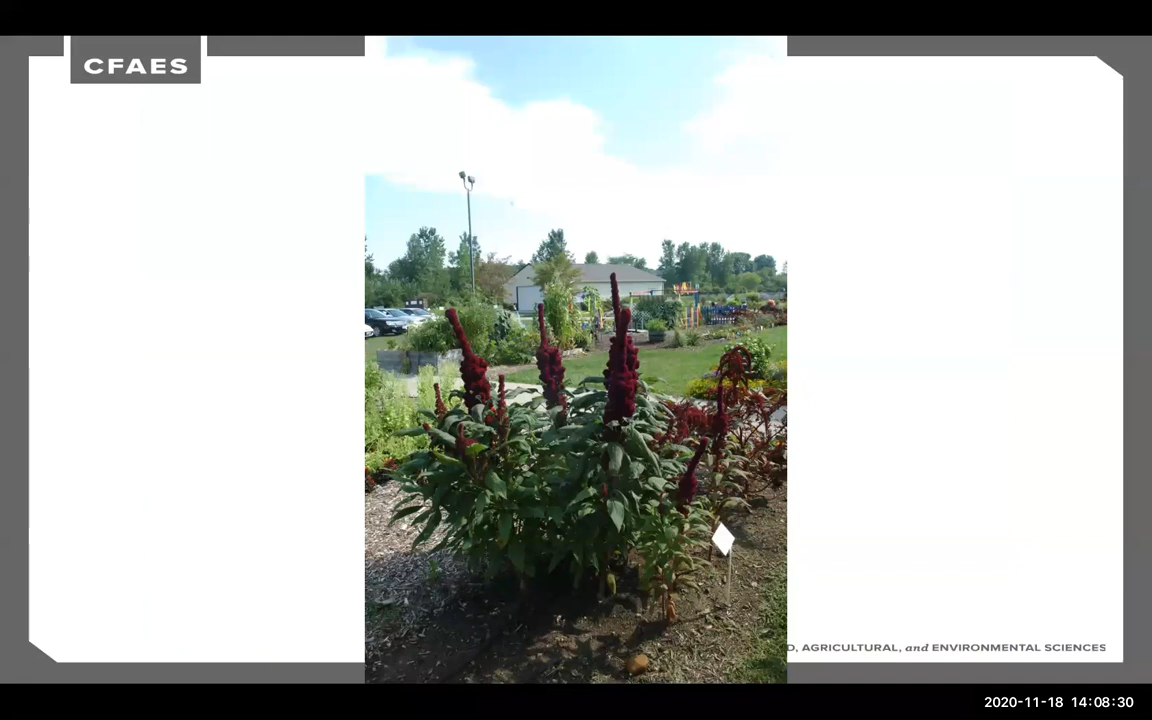 CFAES
D, AGRICULTURAL, and ENVIRONMENTAL SCIENCES
2020-11-18 14:08:30